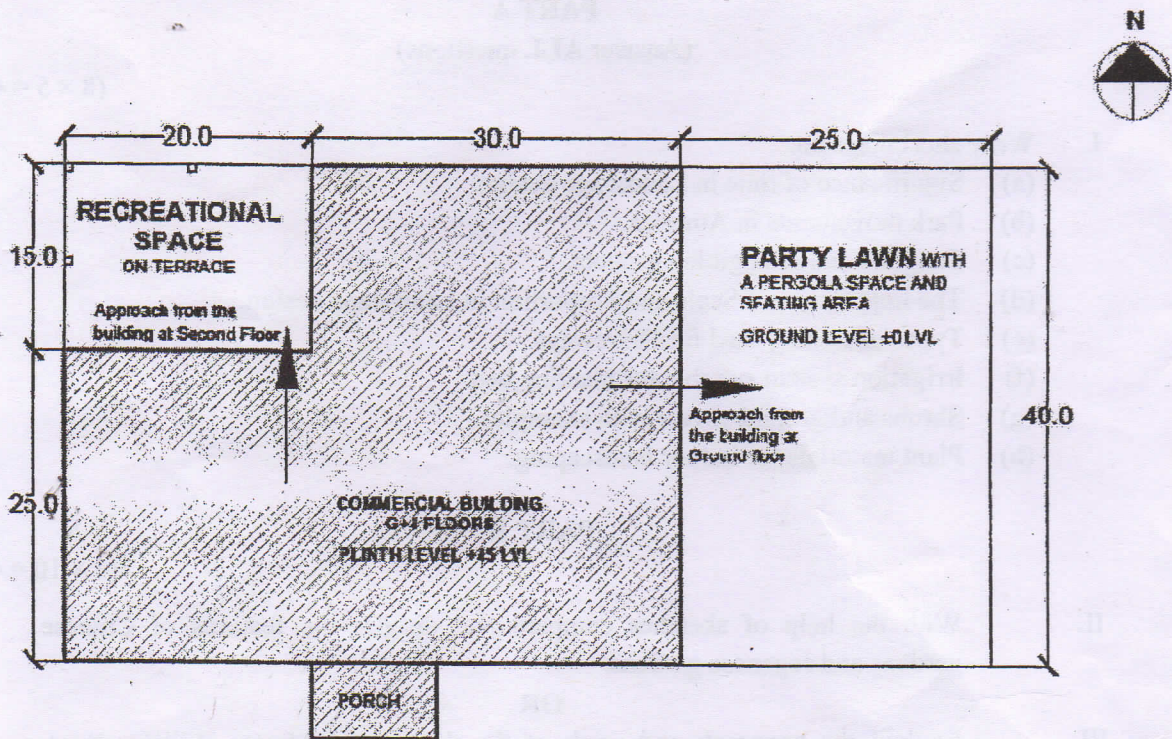 N
20.0
30.0
25.0
RECREATIONAL
SPACE
ON TERRACE
15.0
Approach from the
building at Second Floor
PARTY LAWN WITH
A PERGOLA SPACE AND
SEATING AREA
GROUND LEVEL ±0 LVL
Approach from
the building at
Ground floor
40.0
25.0
COMMERCIAL BUILDING
FLOORS
PLINTH LEVEL +45 LVL
PORCH